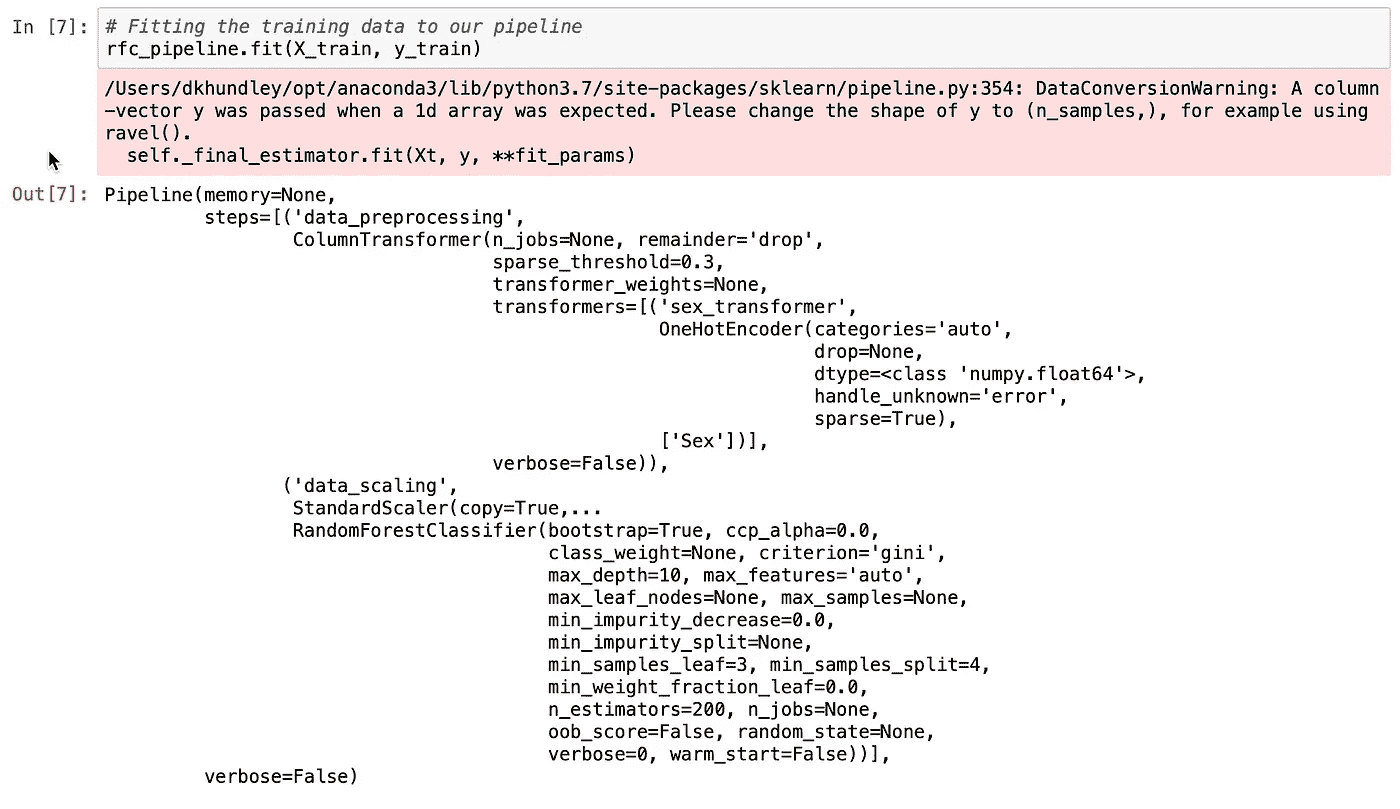 In [7]: # Fitting the training data to our pipeline
rfc_pipeline.fit(X_train, y_train)
/Users/dkhundley/opt/anaconda3/lib/python3.7/site-packages/sklearn/pipeline.py:354: DataConversionWarning: A column
-vector y was passed when a 1d array was expected. Please change the shape of y to (n_samples,), for example using
ravel().
  self._final_estimator.fit(Xt, y, **fit_params)
Out[7]: Pipeline(memory=None,
         steps=[('data_preprocessing',
                 ColumnTransformer(n_jobs=None, remainder='drop',
                                   sparse_threshold=0.3,
                                   transformer_weights=None,
                                   transformers=[('sex_transformer',
                                                  OneHotEncoder(categories='auto',
                                                                drop=None,
                                                                dtype=<class 'numpy.float64'>,
                                                                handle_unknown='error',
                                                                sparse=True),
                                                  ['Sex'])],
                                   verbose=False)),
                ('data_scaling',
                 StandardScaler(copy=True,...
                 RandomForestClassifier(bootstrap=True, ccp_alpha=0.0,
                                        class_weight=None, criterion='gini',
                                        max_depth=10, max_features='auto',
                                        max_leaf_nodes=None, max_samples=None,
                                        min_impurity_decrease=0.0,
                                        min_impurity_split=None,
                                        min_samples_leaf=3, min_samples_split=4,
                                        min_weight_fraction_leaf=0.0,
                                        n_estimators=200, n_jobs=None,
                                        oob_score=False, random_state=None,
                                        verbose=0, warm_start=False))],
         verbose=False)